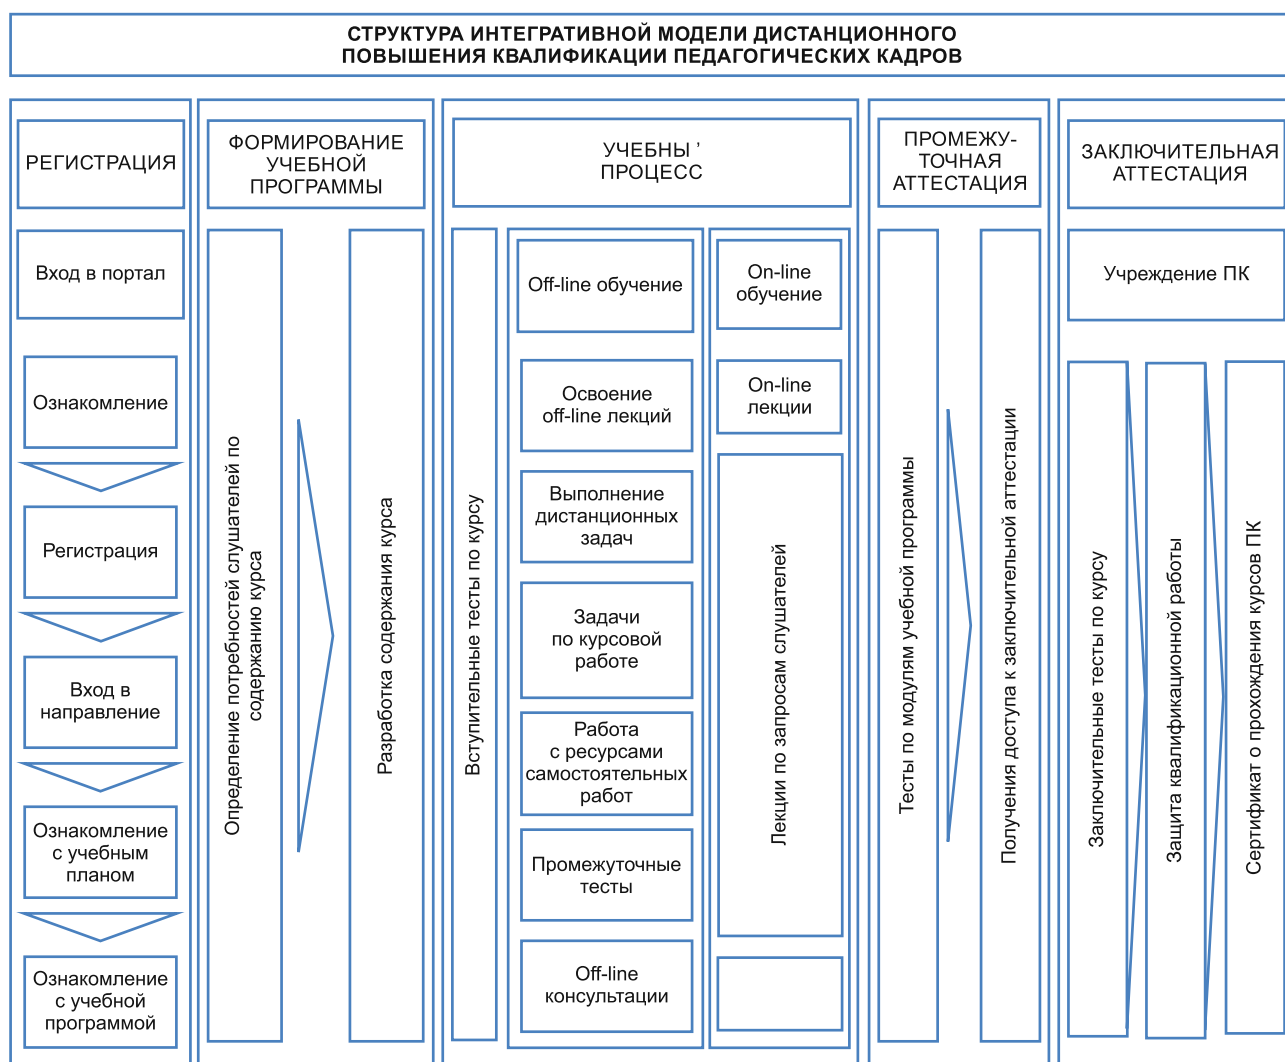 СТРУКТУРА ИНТЕГРАТИВНОЙ МОДЕЛИ ДИСТАНЦИОННОГО
ПОВЫШЕНИЯ КВАЛИФИКАЦИИ ПЕДАГОГИЧЕСКИХ КАДРОВ
РЕГИСТРАЦИЯ
Вход в портал
Ознакомление
Регистрация
Вход в
направление
Ознакомление
с учебным
планом
Ознакомление
с учебной
программой
ФОРМИРОВАНИЕ
УЧЕБНОЙ
ПРОГРАММЫ
Определение потребностей слушателей по
содержанию курса
Разработка содержания курса
УЧЕБНЫ ’
ПРОЦЕСС
Вступительные тесты по курсу
Off-line обучение
Освоение
off-line лекций
Выполнение
дистанционных
задач
Задачи
по курсовой
работе
Работа
с ресурсами
самостоятельных
работ
Промежуточные
тесты
Off-line
консультации
On-line
обучение
On-line
лекции
Лекции по запросам слушателей
ПРОМЕЖУ-
ТОЧНАЯ
АТТЕСТАЦИЯ
Тесты по модулям учебной программы
Получения доступа к заключительной аттестации
ЗАКЛЮЧИТЕЛЬНАЯ
АТТЕСТАЦИЯ
Учреждение ПК
Заключительные тесты по курсу
Защита квалификационной работы
Сертификат о прохождения курсов ПК